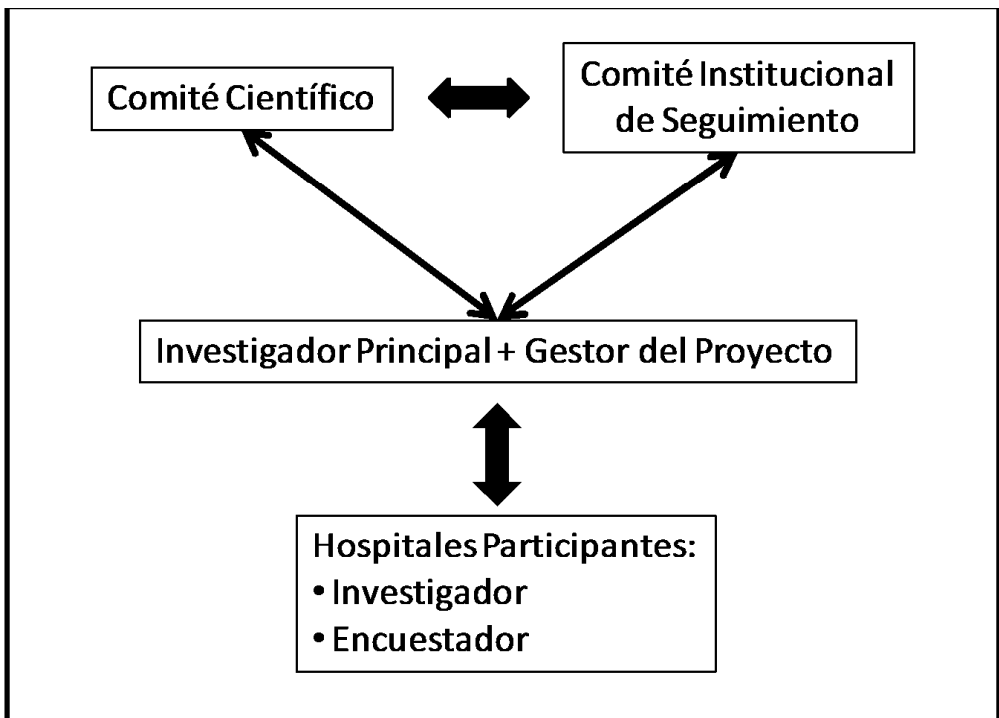 Comité Científico
Comité Institucional
de Seguimiento
Investigador Principal + Gestor del Proyecto
Hospitales Participantes:
• Investigador
• Encuestador